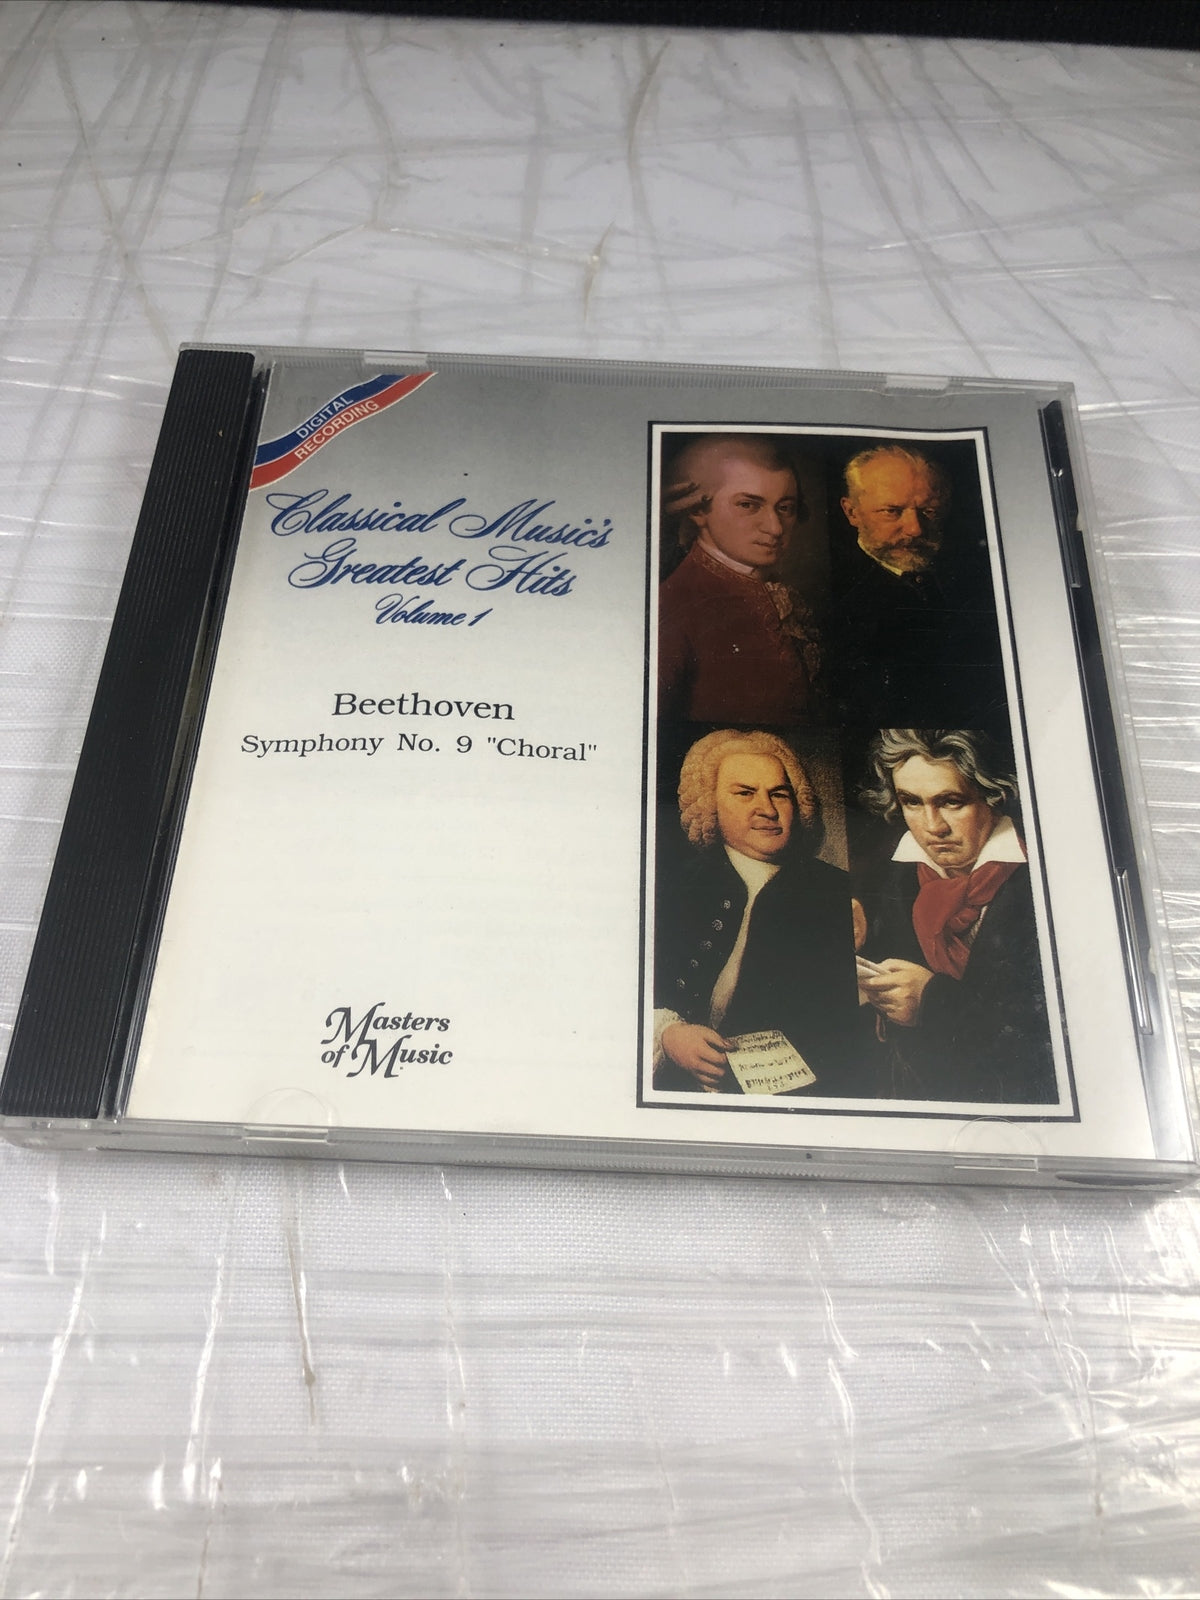 DIGITAL
RECORDING
Classical Music's
Greatest Hits
Volume 1
Beethoven
Symphony No. 9 "Choral"
Masters
of Music